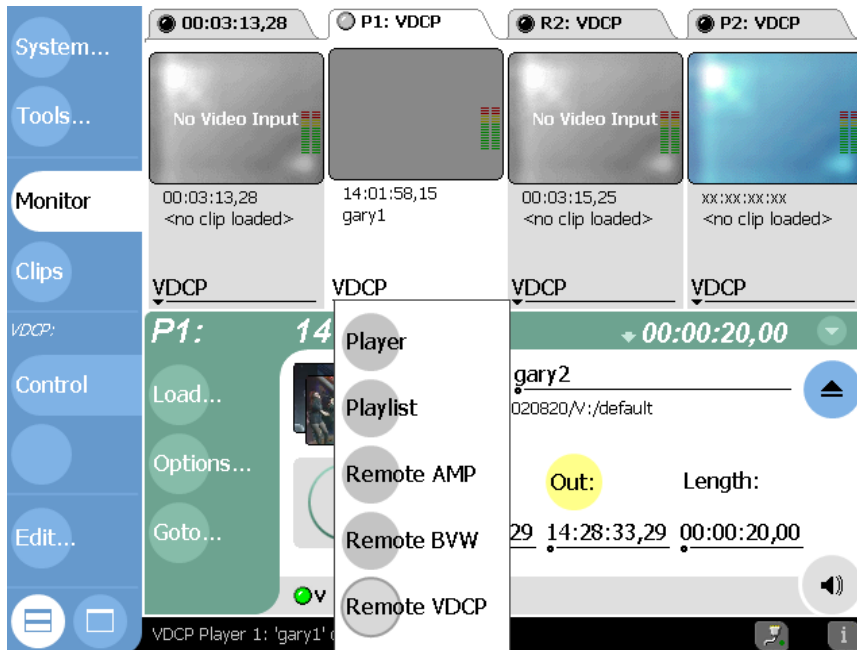 System...
Tools...
Monitor
Clips
VDCP:
Control
Edit...
00:03:13,28
P1: VDCP
R2: VDCP
P2: VDCP
No Video Input
No Video Input
00:03:13,28
<no clip loaded>
14:01:58,15
gary1
00:03:15,25
<no clip loaded>
xx:xx:xx:xx
<no clip loaded>
VDCP
VDCP
VDCP
VDCP
P1:
14
00:00:20,00
Load...
Options...
Goto...
Player
Playlist
Remote AMP
Remote BVW
Remote VDCP
gary2
020820/V:/default
Out:
Length:
29
14:28:33,29
00:00:20,00
V
VDCP Player 1: 'gary1'
i